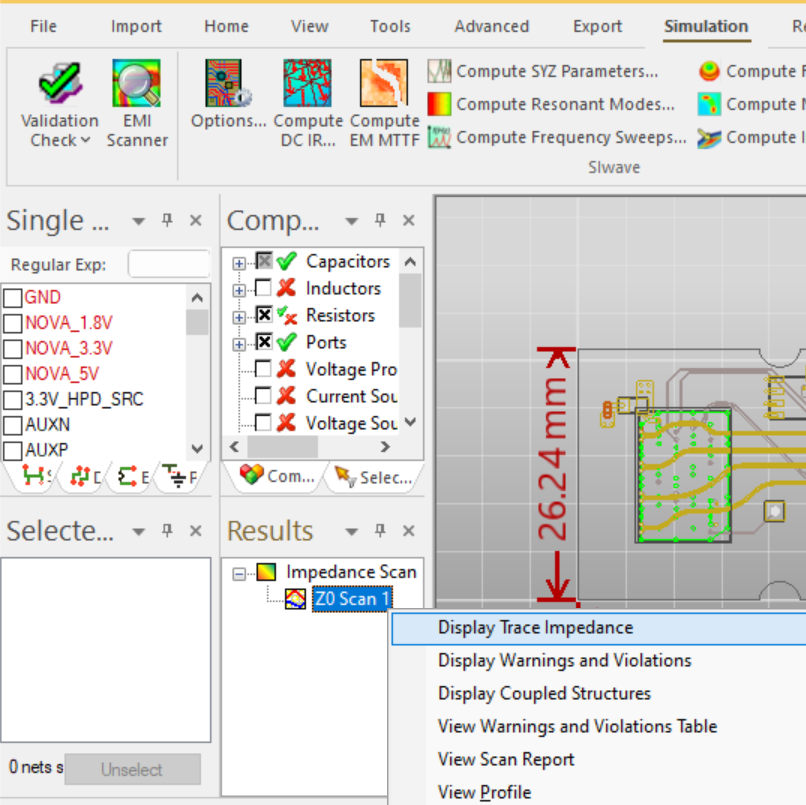 File Import Home View Tools Advanced Export Simulation Re
Validation Check
EMI Scanner
Options...
Compute DC IR...
Compute EM MTTF
Compute SYZ Parameters...
Compute Resonant Modes...
Compute Frequency Sweeps...
Compute F
Compute
Compute
SIwave
Single ...
Regular Exp:
GND
NOVA_1.8V
NOVA_3.3V
NOVA_5V
3.3V_HPD_SRC
AUXN
AUXP
S E F
Comp...
Capacitors
Inductors
Resistors
Ports
Voltage Pro
Current Sou
Voltage Sou
Com... Selec...
Selecte...
0 nets s
Unselect
Results
Impedance Scan
Z0 Scan 1
26.24 mm
Display Trace Impedance
Display Warnings and Violations
Display Coupled Structures
View Warnings and Violations Table
View Scan Report
View Profile